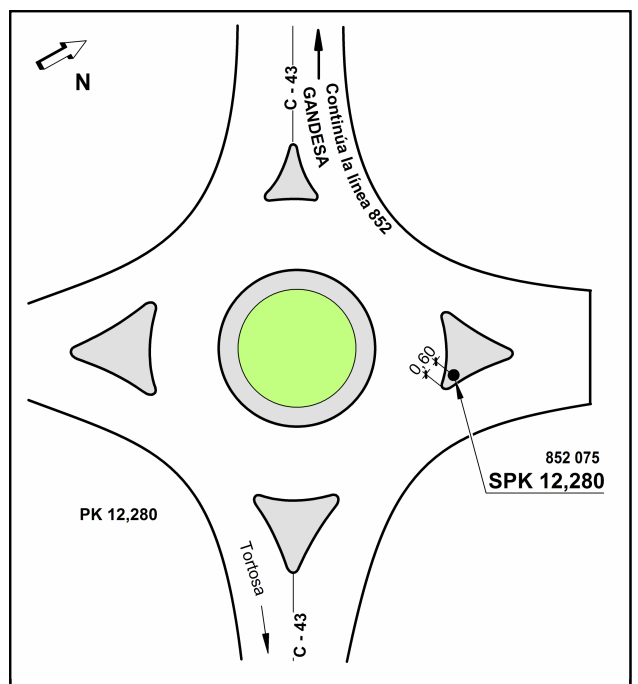 N
C - 43
GANDESA
Continúa la línea 852
0,60
852 075
SPK 12,280
PK 12,280
Tortosa
C - 43